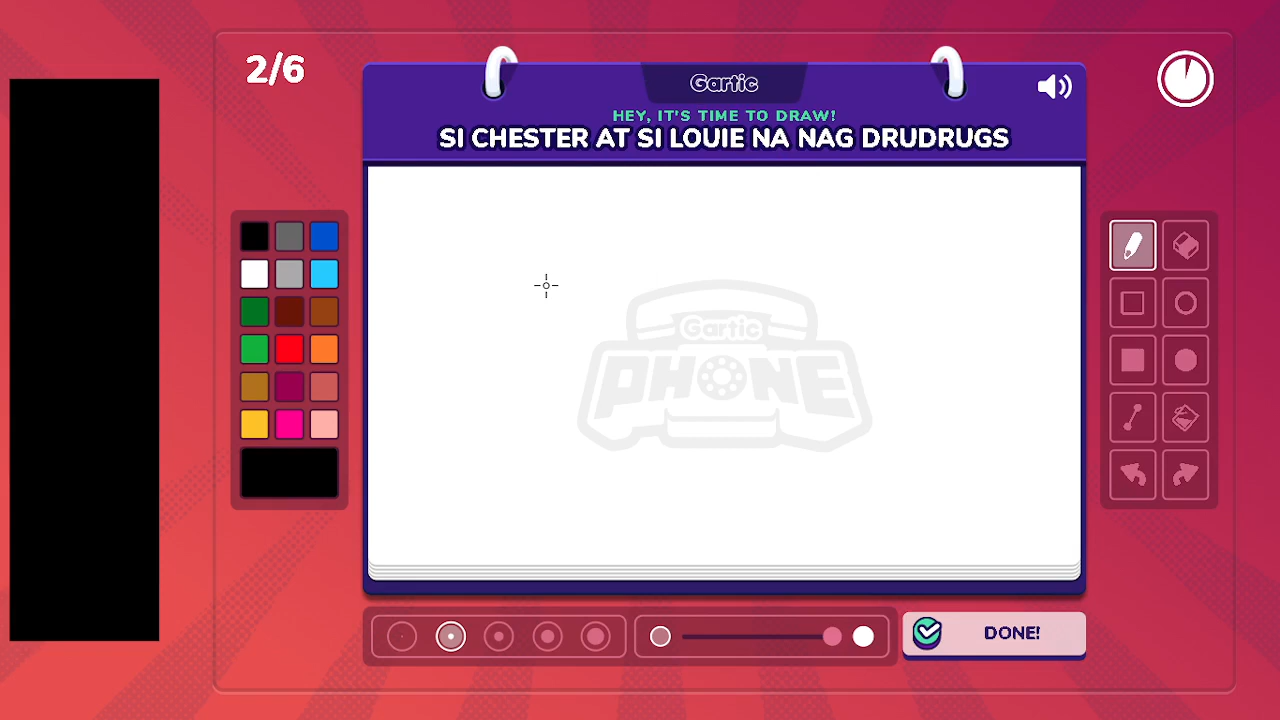 2/6
Gartic
HEY, IT'S TIME TO DRAW!
SI CHESTER AT SI LOUIE NA NAG DRUDRUGS
Gartic
PHONE
DONE!